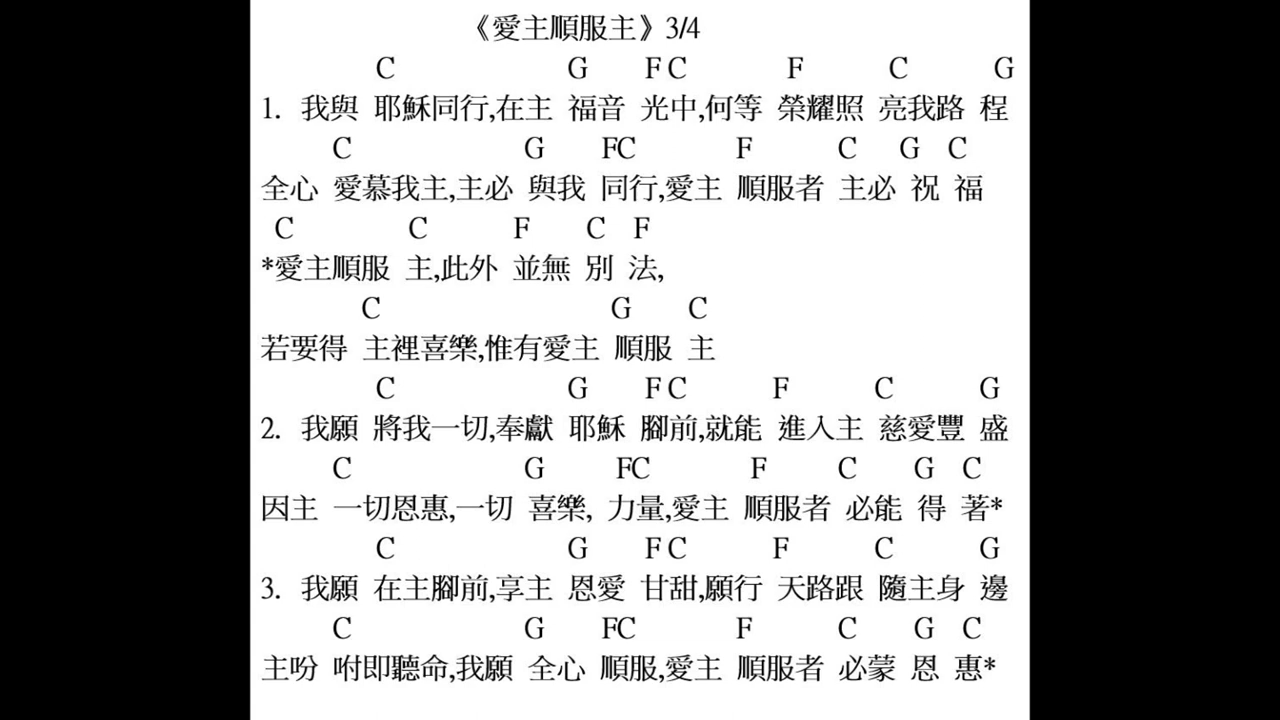 《愛主順服主》3/4
C G F C F C G
1. 我與 耶穌同行,在主 福音 光中,何等 榮耀照 亮我路 程
C G FC F C G C
全心 愛慕我主,主必 與我 同行,愛主 順服者 主必 祝 福
C C F C F
*愛主順服 主,此外 並無 別 法,
C G C
若要得 主裡喜樂,惟有愛主 順服 主
C G F C F C G
2. 我願 將我一切,奉獻 耶穌 腳前,就能 進入主 慈愛豐 盛
C G FC F C G C
因主 一切恩惠,一切 喜樂, 力量,愛主 順服者 必能 得 著*
C G F C F C G
3. 我願 在主腳前,享主 恩愛 甘甜,願行 天路跟 隨主身 邊
C G FC F C G C
主吩 咐即聽命,我願 全心 順服,愛主 順服者 必蒙 恩 惠*